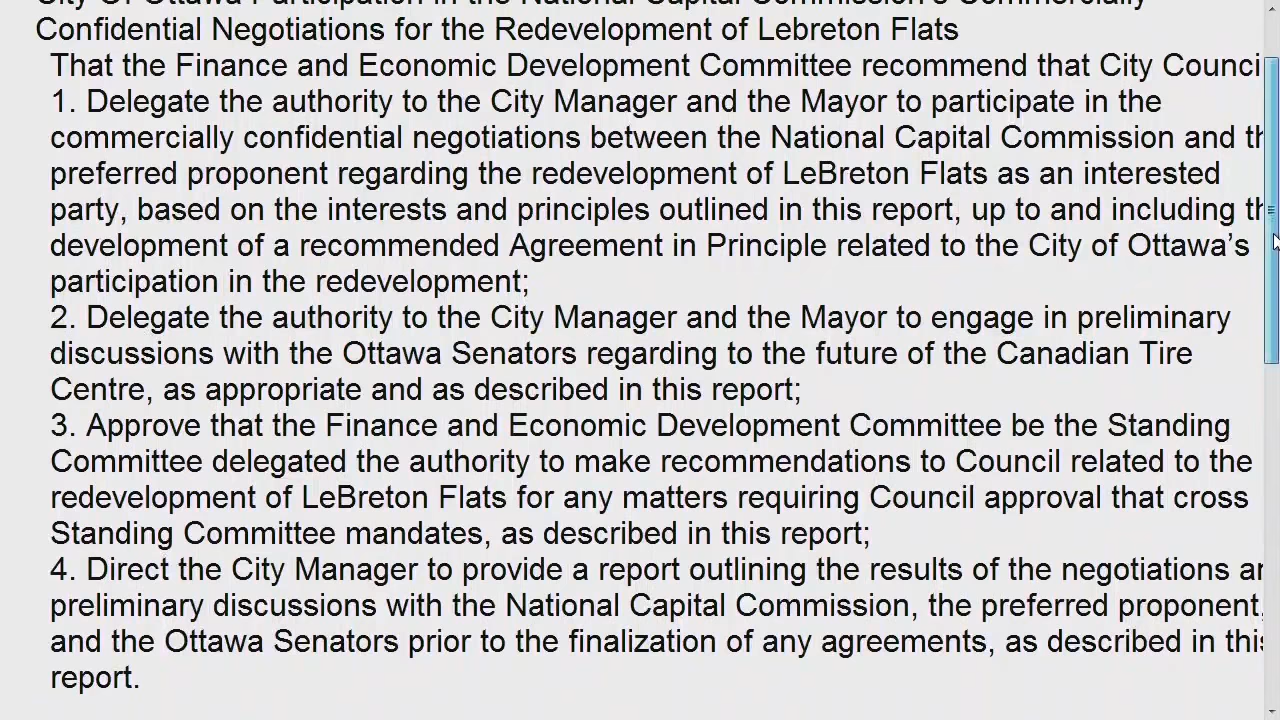 City Of Ottawa Participation in the National Capital Commission's Commercially
Confidential Negotiations for the Redevelopment of Lebreton Flats
That the Finance and Economic Development Committee recommend that City
1. Delegate the authority to the City Manager and the Mayor to participate in the
commercially confidential negotiations between the National Capital Commission and
preferred proponent regarding the redevelopment of LeBreton Flats as an interested
party, based on the interests and principles outlined in this report, up to and including
development of a recommended Agreement in Principle related to the City of Ottawa’s
participation in the redevelopment;
2. Delegate the authority to the City Manager and the Mayor to engage in preliminary
discussions with the Ottawa Senators regarding to the future of the Canadian Tire
Centre, as appropriate and as described in this report;
3. Approve that the Finance and Economic Development Committee be the Standing
Committee delegated the authority to make recommendations to Council related to the
redevelopment of LeBreton Flats for any matters requiring Council approval that cross
Standing Committee mandates, as described in this report;
4. Direct the City Manager to provide a report outlining the results of the negotiations
preliminary discussions with the National Capital Commission, the preferred proponent,
and the Ottawa Senators prior to the finalization of any agreements, as described in this
report.